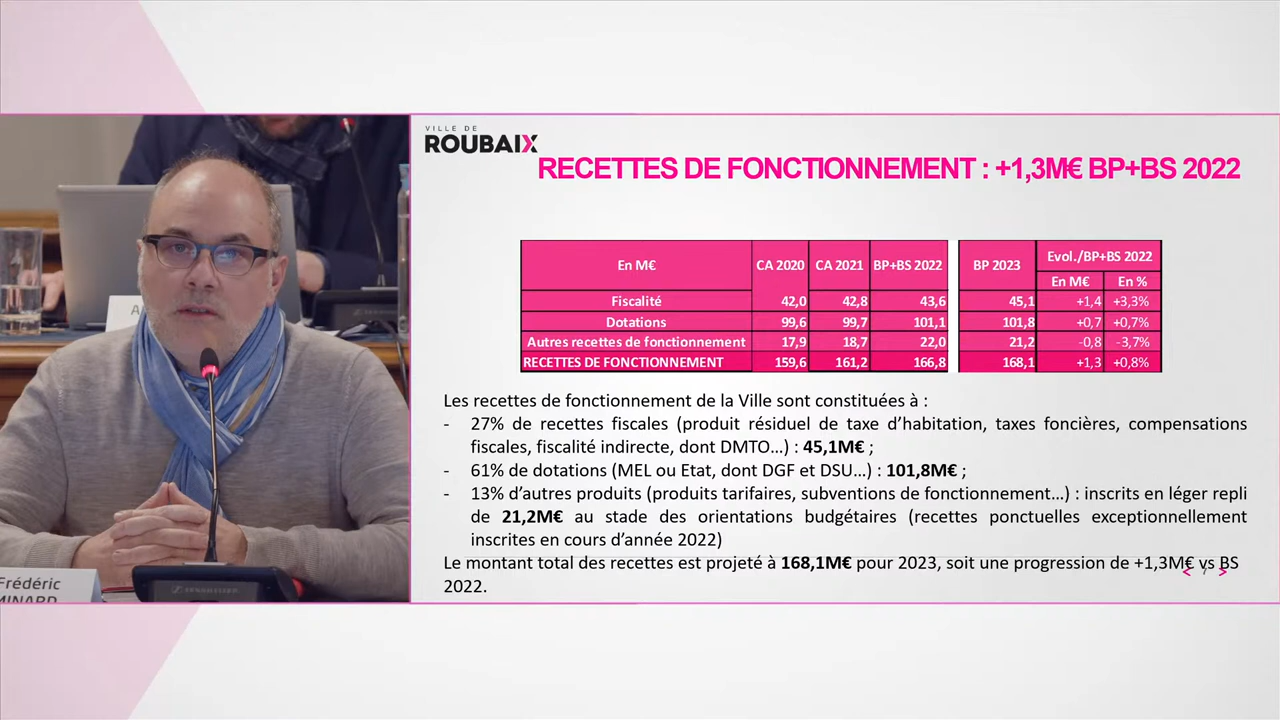 VILLE DE
ROUBAIX
RECETTES DE FONCTIONNEMENT : +1,3M€ BP+BS 2022
En M€ CA 2020 CA 2021 BP+BS 2022 BP 2023 Evol./BP+BS 2022
En M€ En %
Fiscalité 42,0 42,8 43,6 45,1 +1,4 +3,3%
Dotations 99,6 99,7 101,1 101,8 +0,7 +0,7%
Autres recettes de fonctionnement 17,9 18,7 22,0 21,2 -0,8 -3,7%
RECETTES DE FONCTIONNEMENT 159,6 161,2 166,8 168,1 +1,3 +0,8%
Les recettes de fonctionnement de la Ville sont constituées à :
- 27% de recettes fiscales (produit résiduel de taxe d'habitation, taxes foncières, compensations
fiscales, fiscalité indirecte, dont DMTO…) : 45,1M€ ;
- 61% de dotations (MEL ou Etat, dont DGF et DSU…) : 101,8M€ ;
- 13% d'autres produits (produits tarifaires, subventions de fonctionnement…) : inscrits en léger repli
de 21,2M€ au stade des orientations budgétaires (recettes ponctuelles exceptionnellement
inscrites en cours d'année 2022)
Le montant total des recettes est projeté à 168,1M€ pour 2023, soit une progression de +1,3M€ vs BS
2022.
< 7 >
Frédéric
MINARD
SENNHEISER